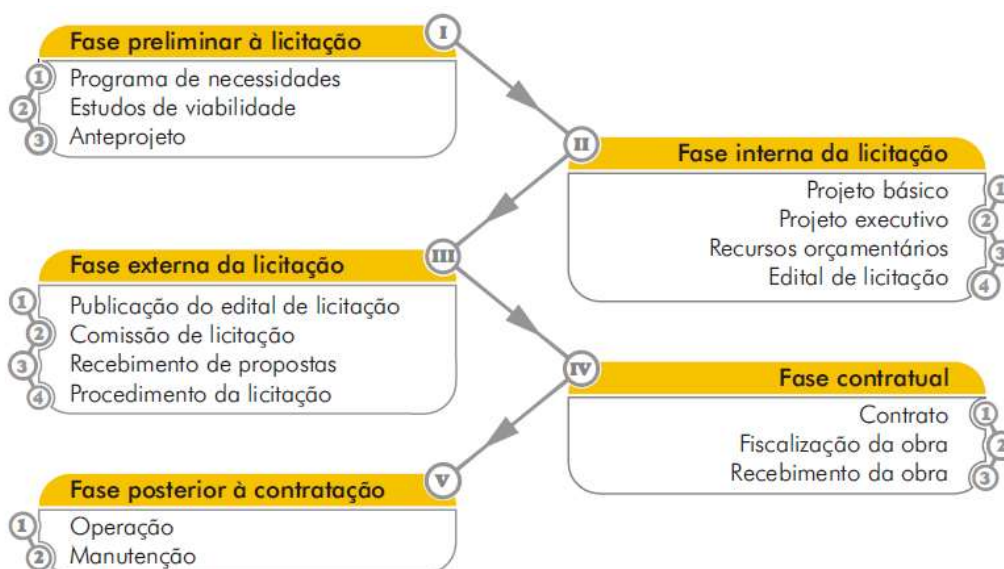 Fase preliminar à licitação
I
1 Programa de necessidades
2 Estudos de viabilidade
3 Anteprojeto
II
Fase interna da licitação
Projeto básico 1
Projeto executivo 2
Recursos orçamentários 3
Edital de licitação 4
Fase externa da licitação
III
1 Publicação do edital de licitação
2 Comissão de licitação
3 Recebimento de propostas
4 Procedimento da licitação
IV
Fase contratual
Contrato 1
Fiscalização da obra 2
Recebimento da obra 3
Fase posterior à contratação
V
1 Operação
2 Manutenção